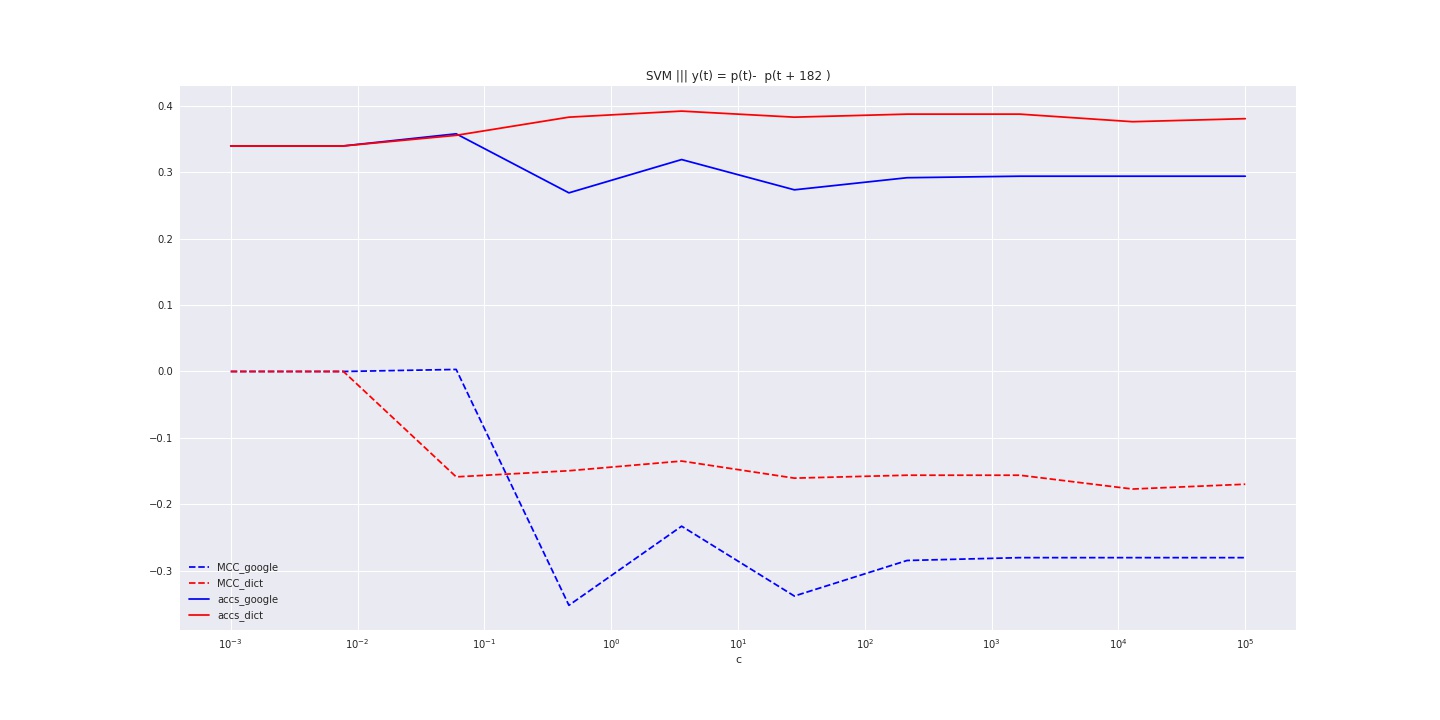 SVM ||| y(t) = p(t)-  p(t + 182 )
0.4
0.3
0.2
0.1
0.0
−0.1
−0.2
−0.3
MCC_google
MCC_dict
accs_google
accs_dict
10⁻³ 10⁻² 10⁻¹ 10⁰ 10¹ 10² 10³ 10⁴ 10⁵
c